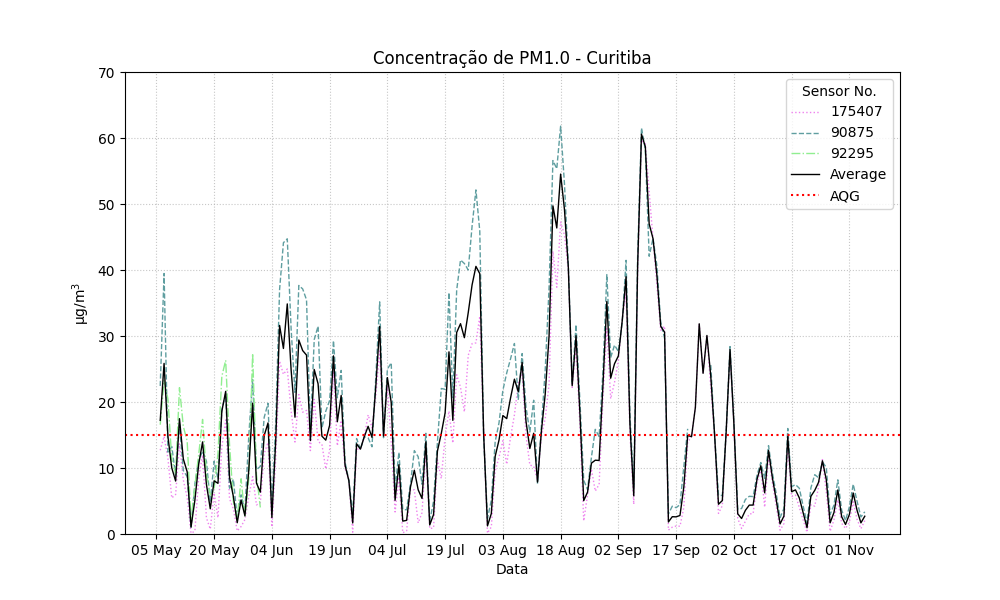 Concentração de PM1.0 - Curitiba
70
60
50
40
30
20
10
0
µg/m³
Sensor No.
175407
90875
92295
Average
AQG
05 May 20 May 04 Jun 19 Jun 04 Jul 19 Jul 03 Aug 18 Aug 02 Sep 17 Sep 02 Oct 17 Oct 01 Nov
Data